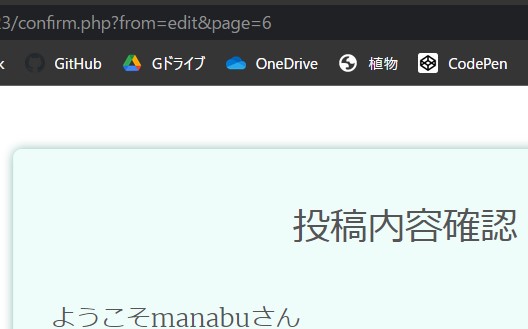 23/confirm.php?from=edit&page=6
GitHub Gドライブ OneDrive 植物 CodePen
投稿内容確認
ようこそmanabuさん